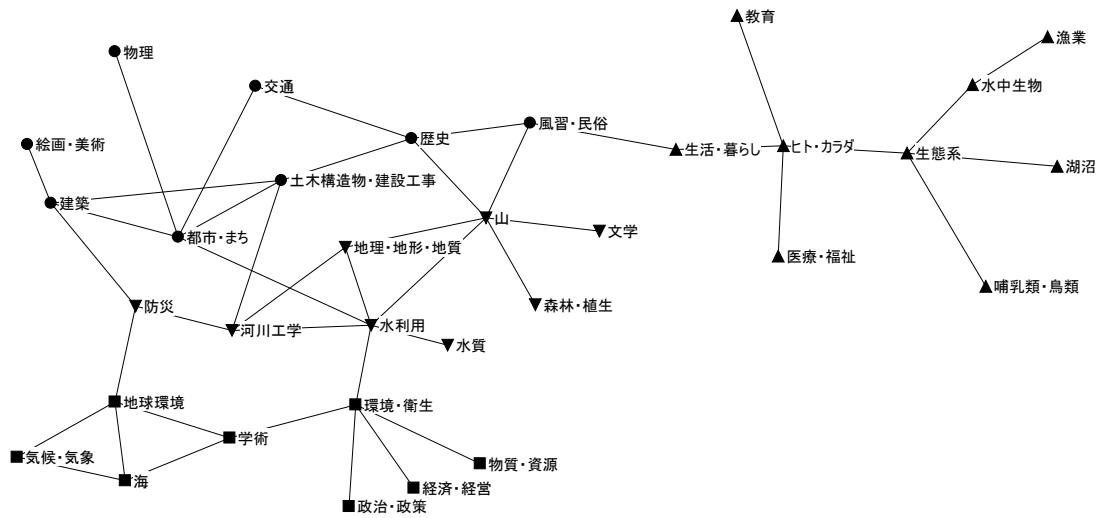 教育
漁業
物理
水中生物
交通
風習・民俗
歴史
絵画・美術
生活・暮らし
ヒト・カラダ
生態系
湖沼
土木構造物・建設工事
建築
山
文学
都市・まち
地理・地形・地質
医療・福祉
哺乳類・鳥類
防災
森林・植生
河川工学
水利用
水質
地球環境
環境・衛生
学術
気候・気象
物質・資源
海
経済・経営
政治・政策